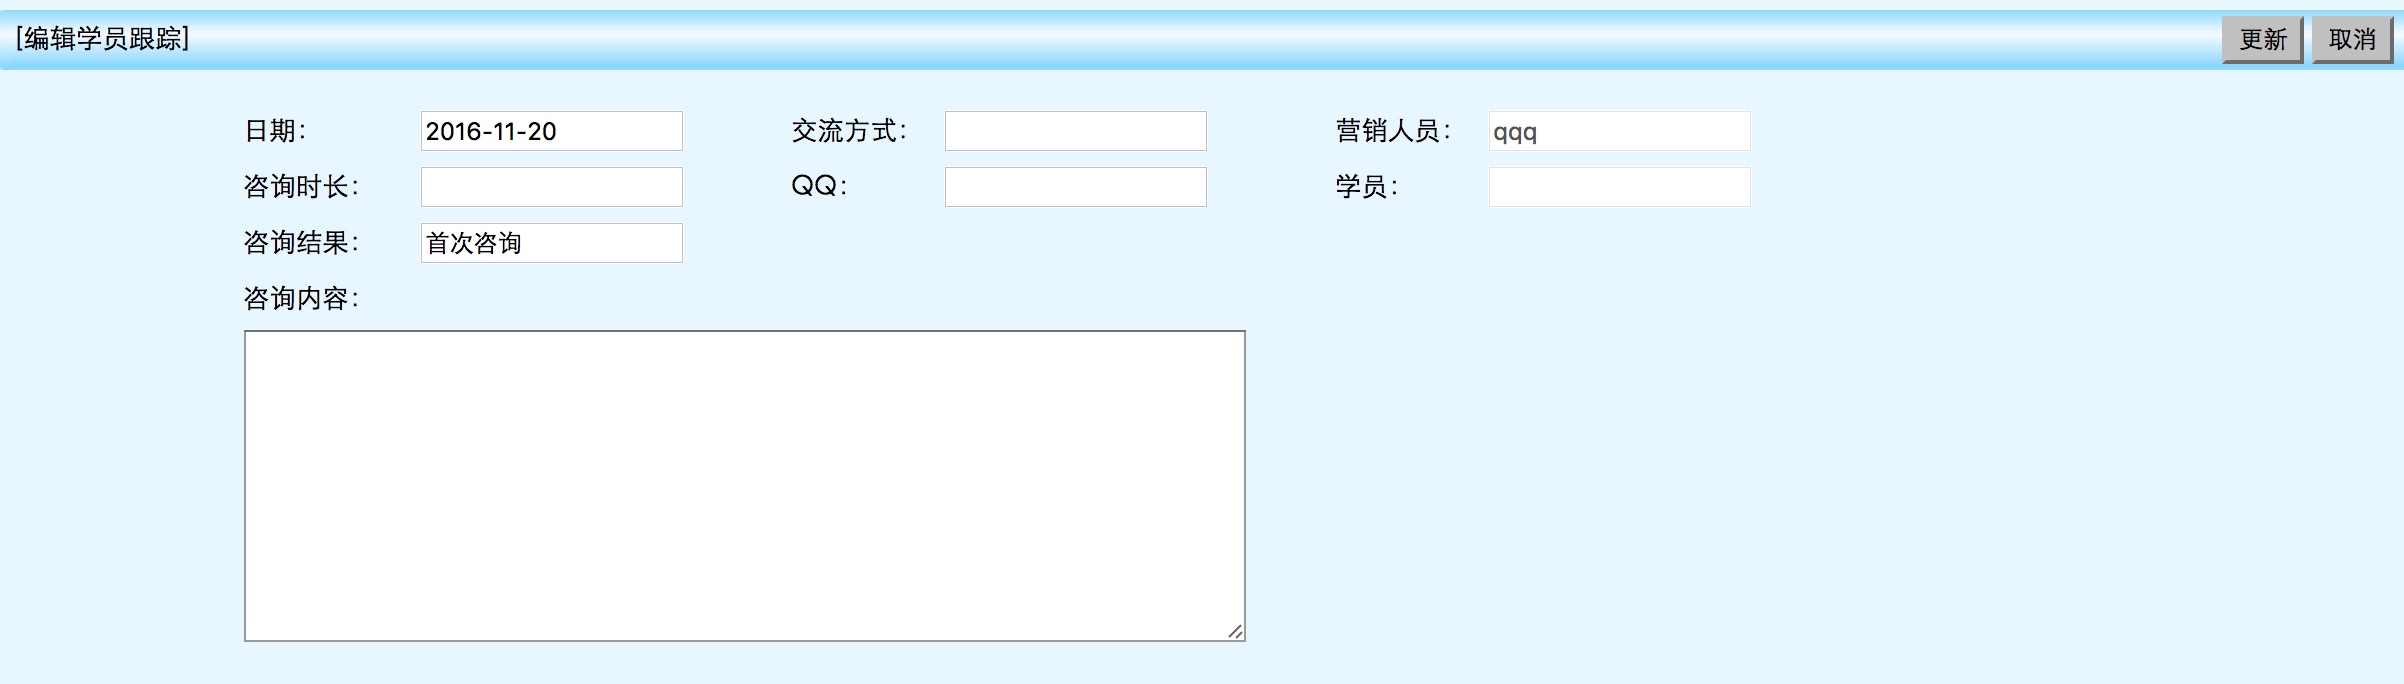 [编辑学员跟踪] 更新 取消
日期: 2016-11-20 交流方式: 营销人员: qqq
咨询时长: QQ: 学员:
咨询结果: 首次咨询
咨询内容: